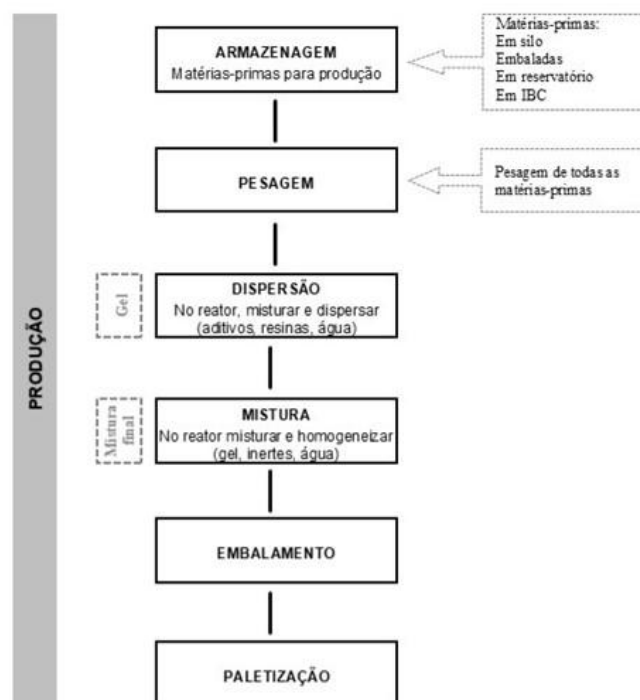 PRODUÇÃO
ARMAZENAGEM
Matérias-primas para produção
Matérias-primas:
Em silo
Embaladas
Em reservatório
Em IBC
PESAGEM
Pesagem de todas as
matérias-primas
Gel
DISPERSÃO
No reator, misturar e dispersar
(aditivos, resinas, água)
Mistura
final
MISTURA
No reator misturar e homogeneizar
(gel, inertes, água)
EMBALAMENTO
PALETIZAÇÃO